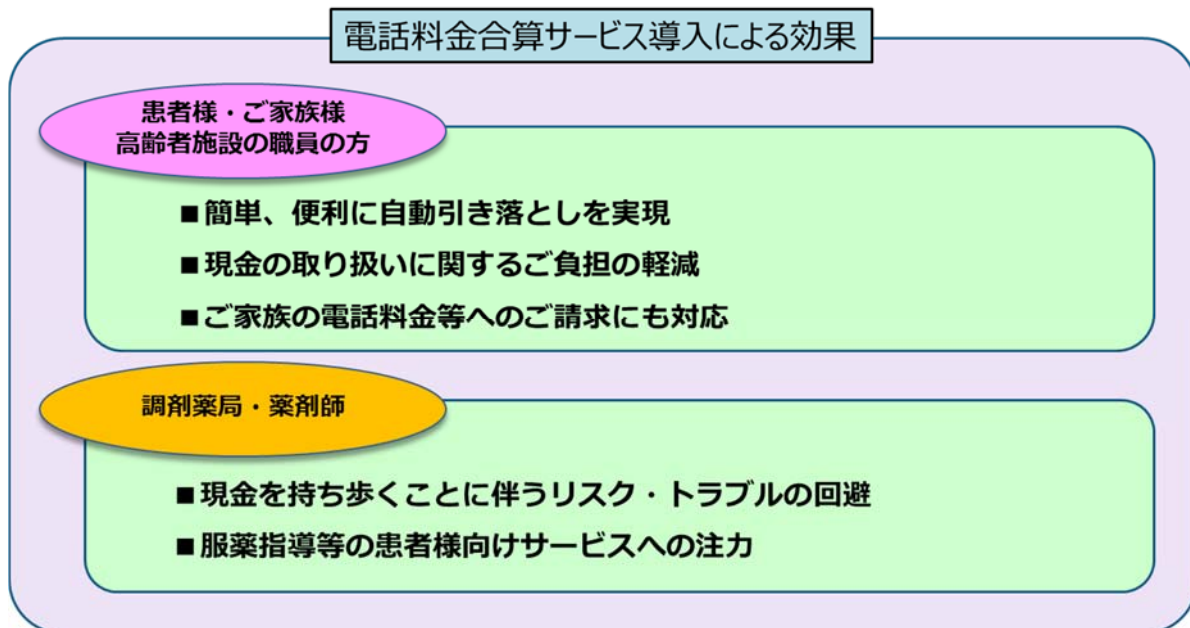 電話料金合算サービス導入による効果
患者様・ご家族様
高齢者施設の職員の方
■簡単、便利に自動引き落としを実現
■現金の取り扱いに関するご負担の軽減
■ご家族の電話料金等へのご請求にも対応
調剤薬局・薬剤師
■現金を持ち歩くことに伴うリスク・トラブルの回避
■服薬指導等の患者様向けサービスへの注力